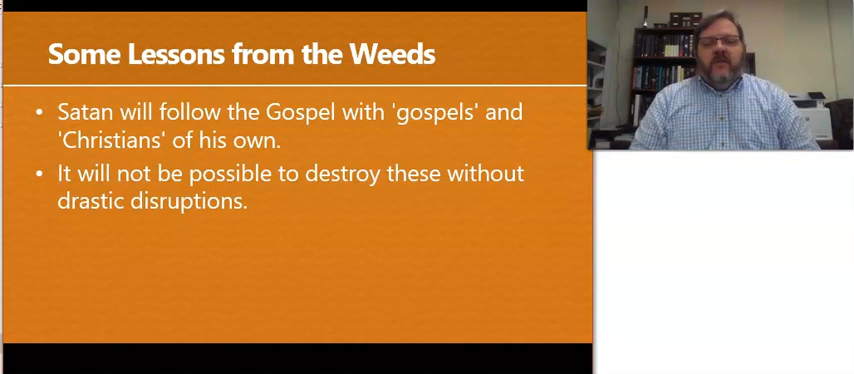 Some Lessons from the Weeds
• Satan will follow the Gospel with 'gospels' and
'Christians' of his own.
• It will not be possible to destroy these without
drastic disruptions.